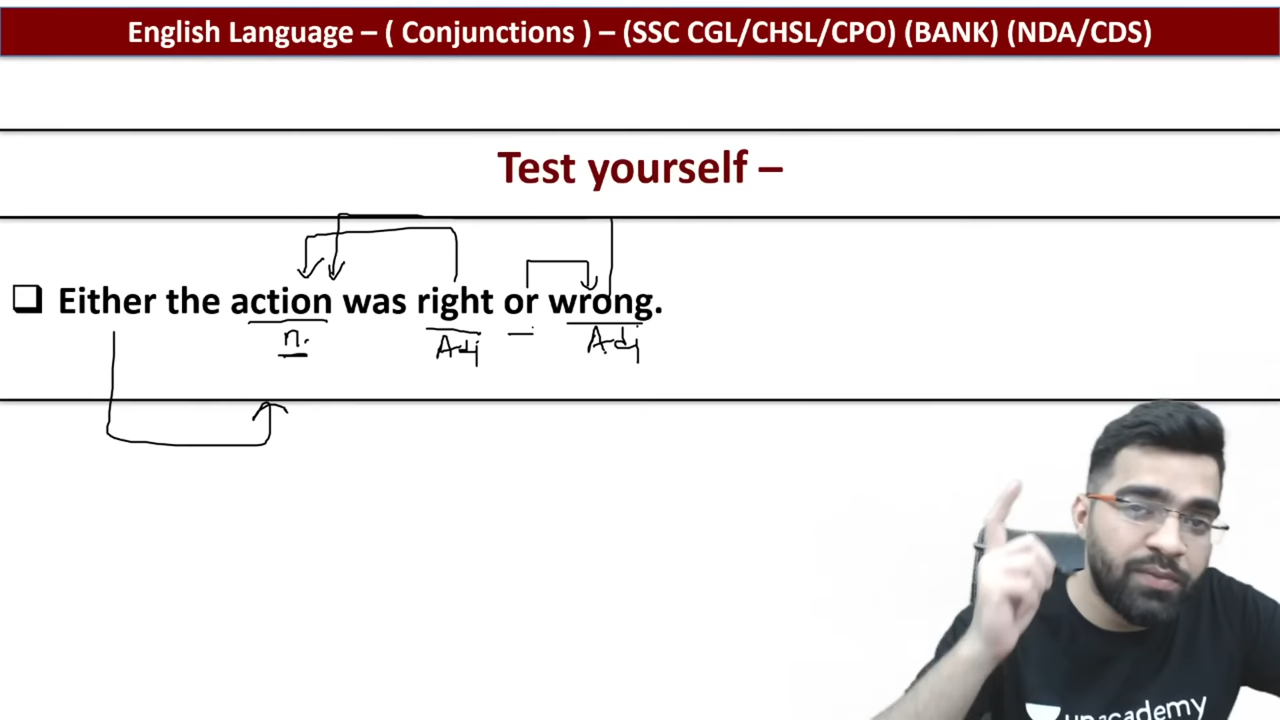 English Language – ( Conjunctions ) – (SSC CGL/CHSL/CPO) (BANK) (NDA/CDS)
Test yourself –
❑ Either the action was right or wrong.
n. Adj Adj
unacademy